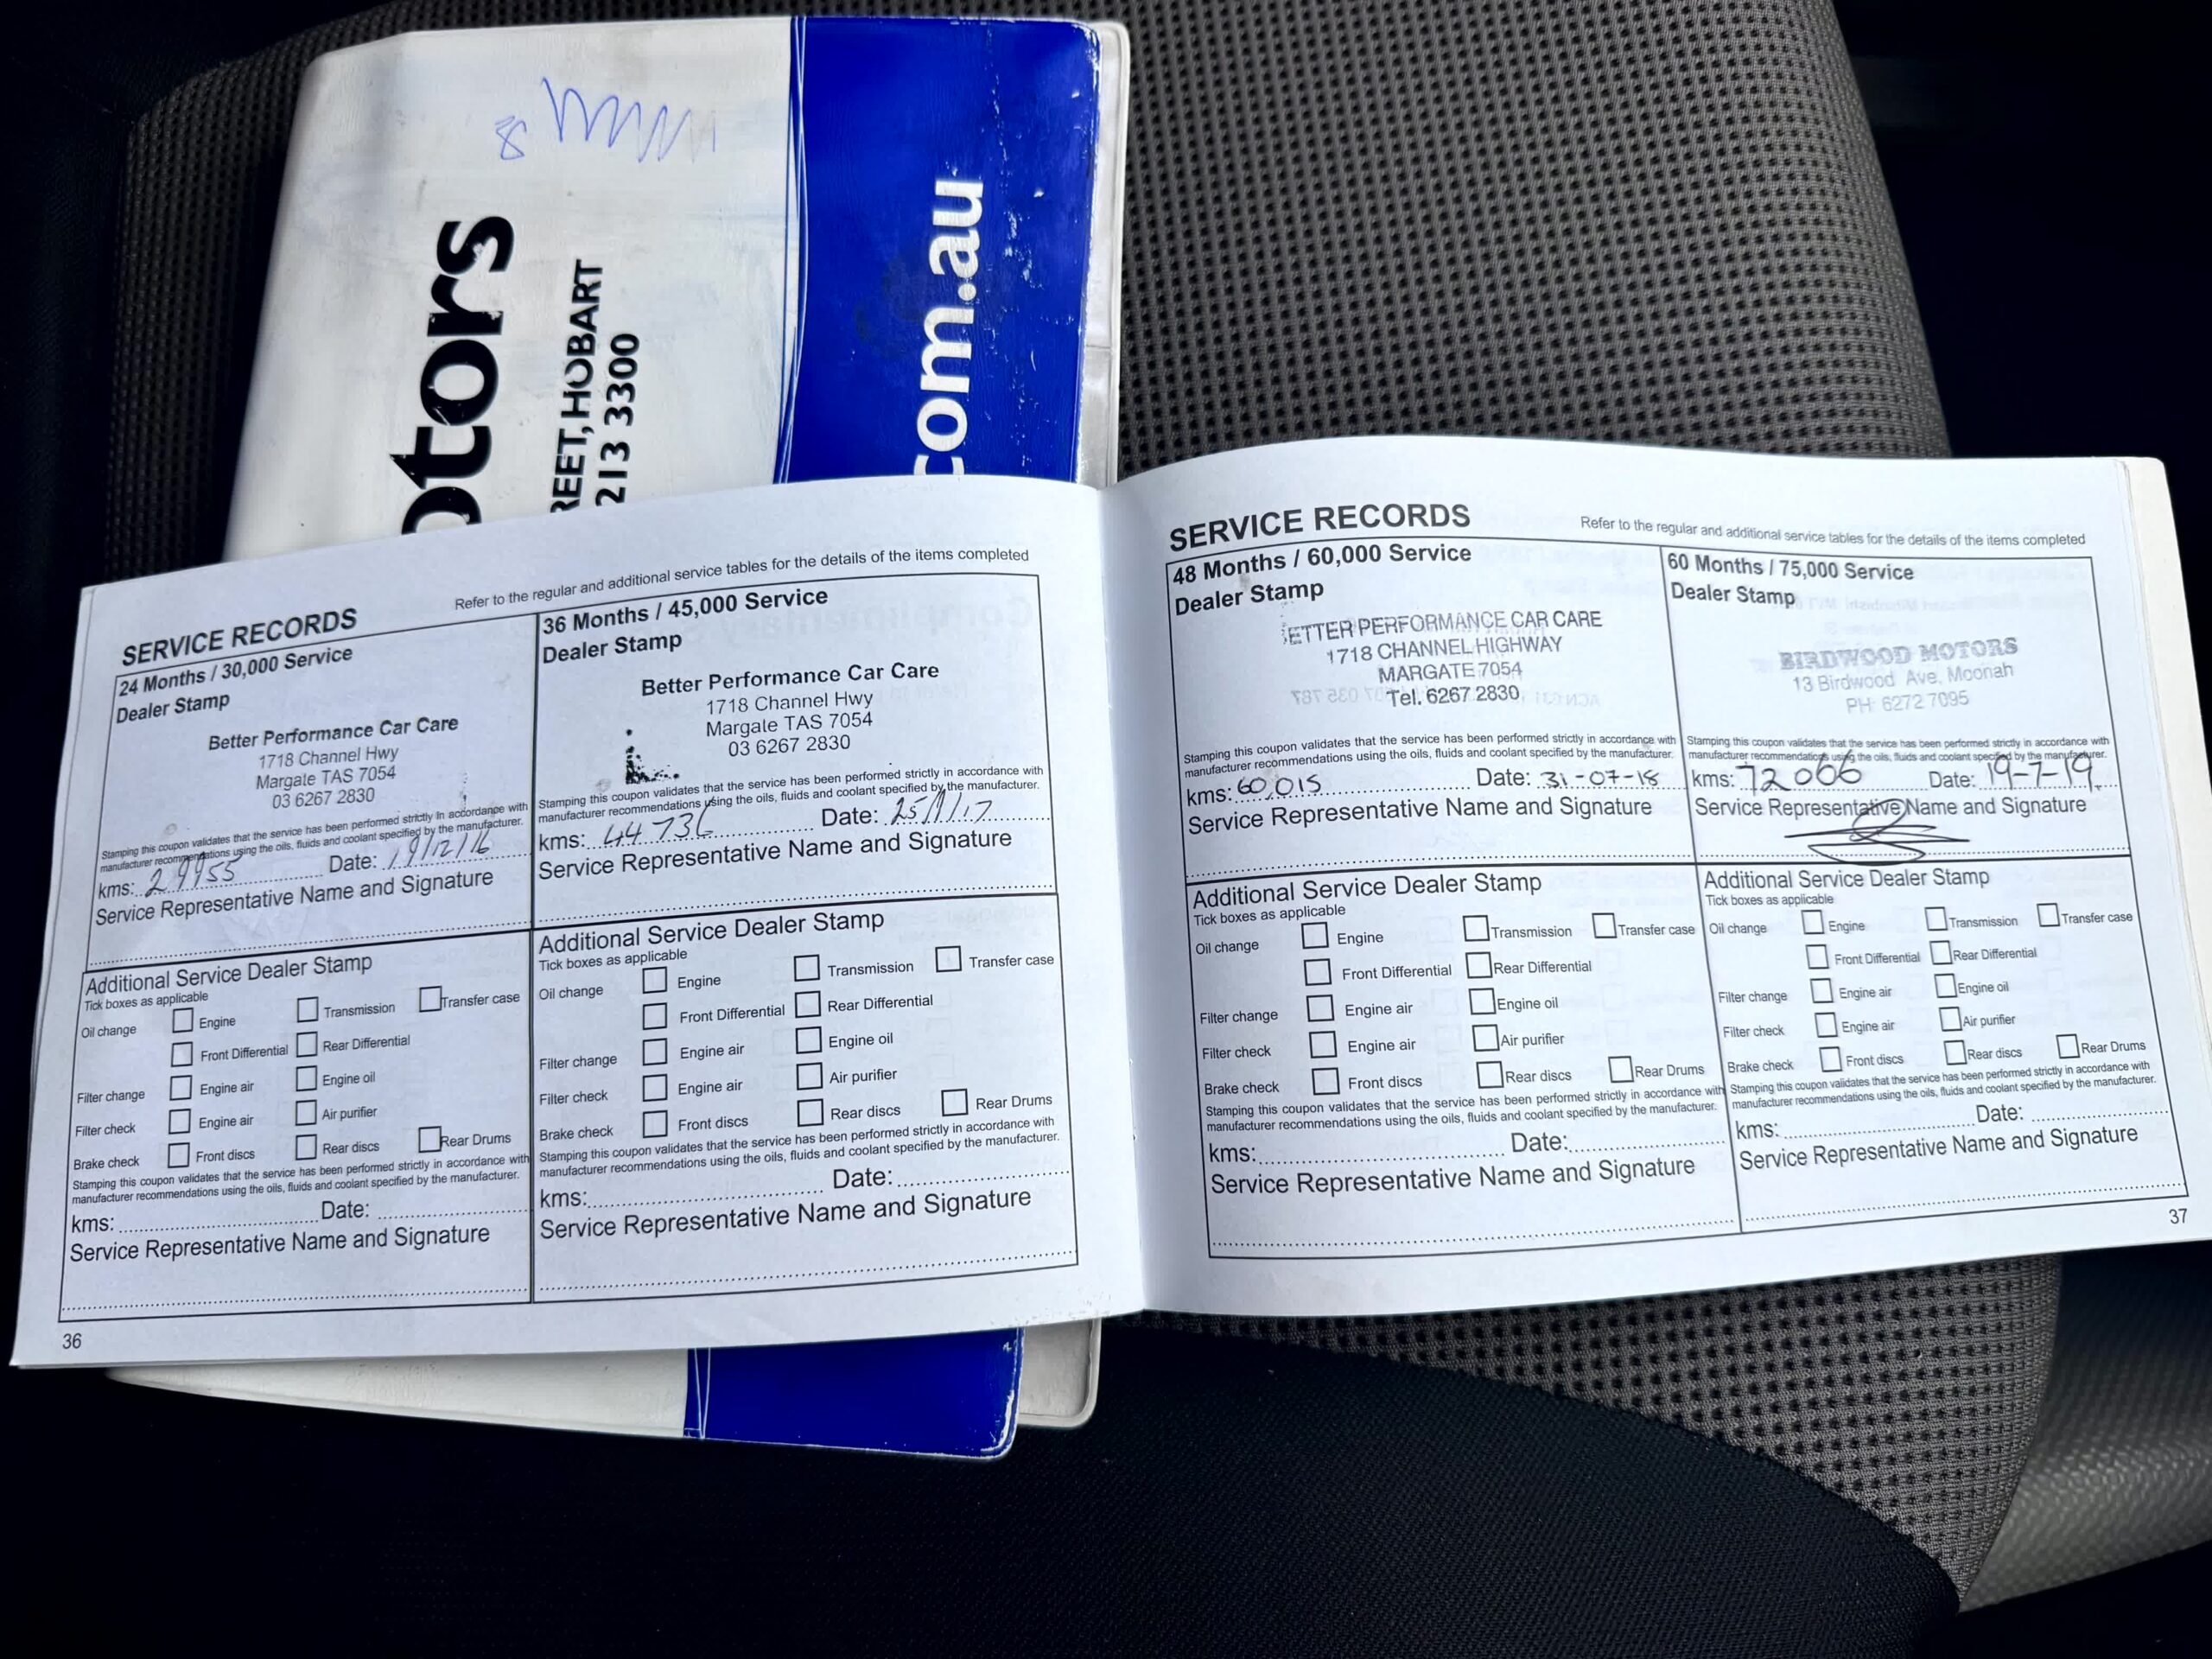 otors
REET, HOBART
213 3300
com.au
SERVICE RECORDS
Refer to the regular and additional service tables for the details of the items completed
24 Months / 30,000 Service
Dealer Stamp
Better Performance Car Care
1718 Channel Hwy
Margate TAS 7054
03 6267 2830
Stamping this coupon validates that the service has been performed strictly in accordance with
manufacturer recommendations using the oils, fluids and coolant specified by the manufacturer.
kms: 29955 Date: 19/12/16
Service Representative Name and Signature
Additional Service Dealer Stamp
Tick boxes as applicable
Oil change Engine Transmission Transfer case
Front Differential Rear Differential
Filter change Engine air Engine oil
Filter check Engine air Air purifier
Brake check Front discs Rear discs Rear Drums
Stamping this coupon validates that the service has been performed strictly in accordance with
manufacturer recommendations using the oils, fluids and coolant specified by the manufacturer.
kms: Date:
Service Representative Name and Signature
36 Months / 45,000 Service
Dealer Stamp
Better Performance Car Care
1718 Channel Hwy
Margate TAS 7054
03 6267 2830
Stamping this coupon validates that the service has been performed strictly in accordance with
manufacturer recommendations using the oils, fluids and coolant specified by the manufacturer.
kms: 44736 Date:
Service Representative Name and Signature
Additional Service Dealer Stamp
Tick boxes as applicable
Oil change Engine Transmission Transfer case
Front Differential Rear Differential
Filter change Engine air Engine oil
Filter check Engine air Air purifier
Brake check Front discs Rear discs Rear Drums
Stamping this coupon validates that the service has been performed strictly in accordance with
manufacturer recommendations using the oils, fluids and coolant specified by the manufacturer.
kms: Date:
Service Representative Name and Signature
36
SERVICE RECORDS
Refer to the regular and additional service tables for the details of the items completed
48 Months / 60,000 Service
Dealer Stamp
ETTER PERFORMANCE CAR CARE
1718 CHANNEL HIGHWAY
MARGATE 7054
Tel. 6267 2830
Stamping this coupon validates that the service has been performed strictly in accordance with
manufacturer recommendations using the oils, fluids and coolant specified by the manufacturer.
kms: 60,015 Date: 31-07-18
Service Representative Name and Signature
Additional Service Dealer Stamp
Tick boxes as applicable
Oil change Engine Transmission Transfer case
Front Differential Rear Differential
Filter change Engine air Engine oil
Filter check Engine air Air purifier
Brake check Front discs Rear discs Rear Drums
Stamping this coupon validates that the service has been performed strictly in accordance with
manufacturer recommendations using the oils, fluids and coolant specified by the manufacturer.
kms: Date:
Service Representative Name and Signature
60 Months / 75,000 Service
Dealer Stamp
BIRDWOOD MOTORS
13 Birdwood Ave, Moonah
PH: 6272 7095
Stamping this coupon validates that the service has been performed strictly in accordance with
manufacturer recommendations using the oils, fluids and coolant specified by the manufacturer.
kms: 72066 Date: 19-7-19
Service Representative Name and Signature
Additional Service Dealer Stamp
Tick boxes as applicable
Oil change Engine Transmission Transfer case
Front Differential Rear Differential
Filter change Engine air Engine oil
Filter check Engine air Air purifier
Brake check Front discs Rear discs Rear Drums
Stamping this coupon validates that the service has been performed strictly in accordance with
manufacturer recommendations using the oils, fluids and coolant specified by the manufacturer.
kms: Date:
Service Representative Name and Signature
37